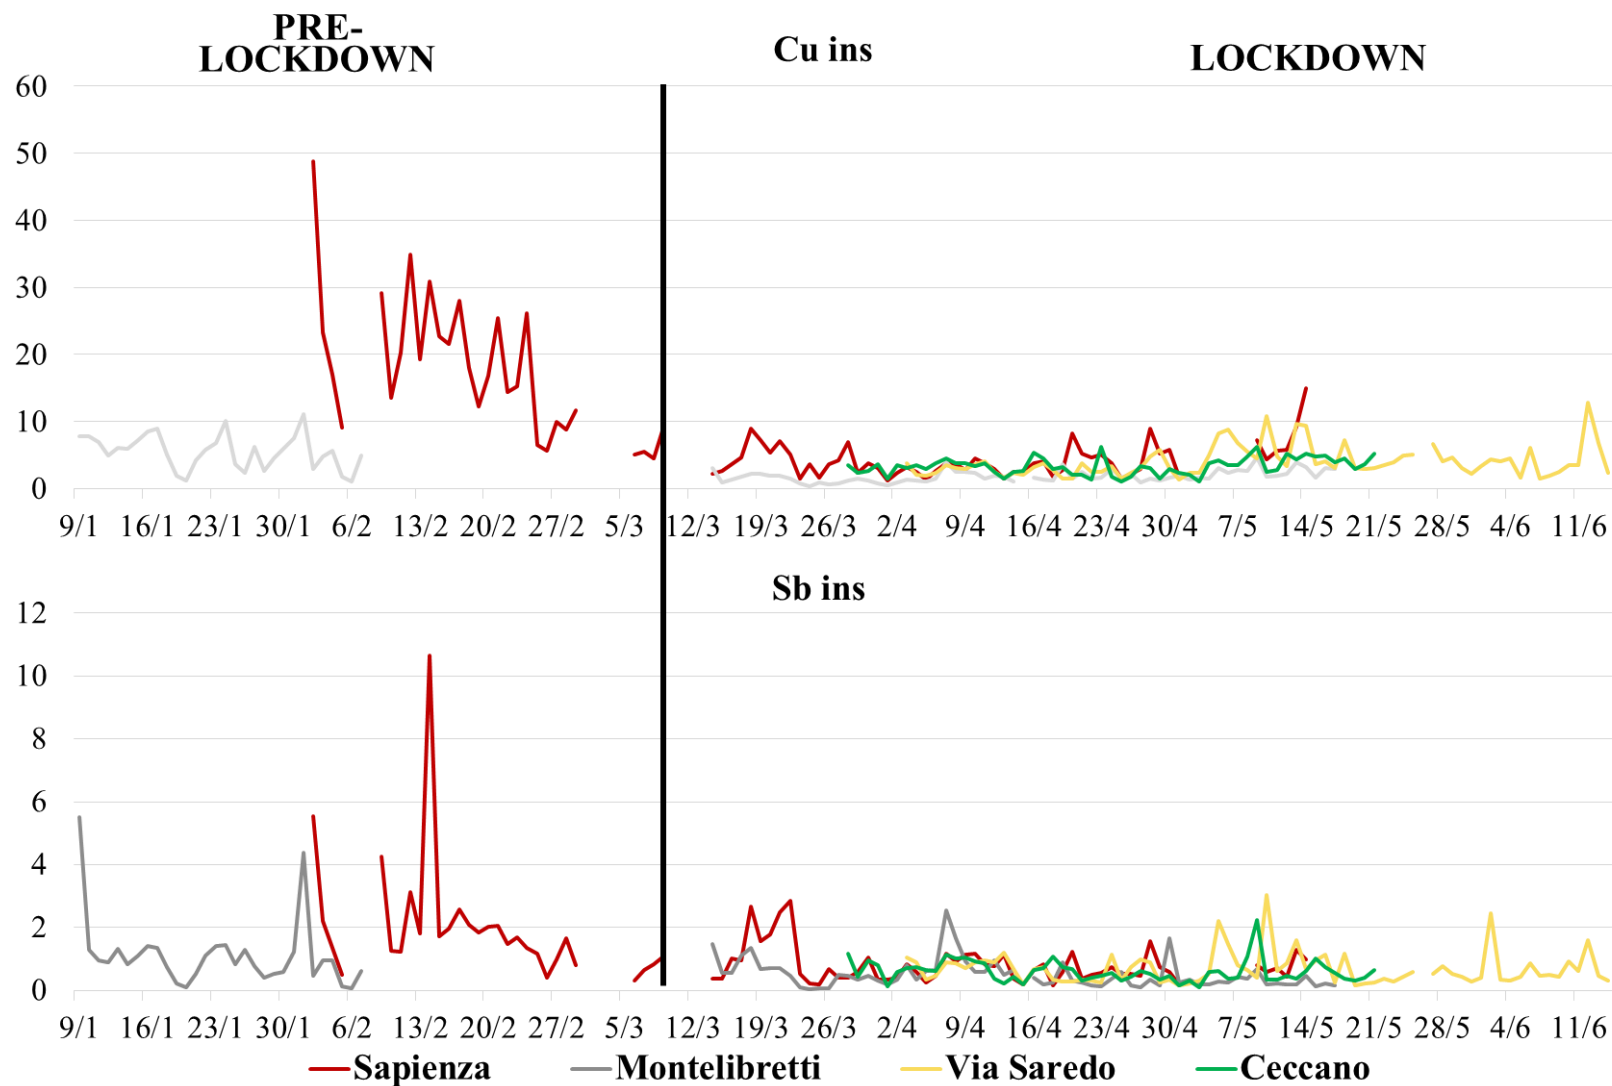 PRE-
LOCKDOWN
Cu ins
LOCKDOWN
60
50
40
30
20
10
0
9/1 16/1 23/1 30/1 6/2 13/2 20/2 27/2 5/3 12/3 19/3 26/3 2/4 9/4 16/4 23/4 30/4 7/5 14/5 21/5 28/5 4/6 11/6
Sb ins
12
10
8
6
4
2
0
9/1 16/1 23/1 30/1 6/2 13/2 20/2 27/2 5/3 12/3 19/3 26/3 2/4 9/4 16/4 23/4 30/4 7/5 14/5 21/5 28/5 4/6 11/6
Sapienza Montelibretti Via Saredo Ceccano